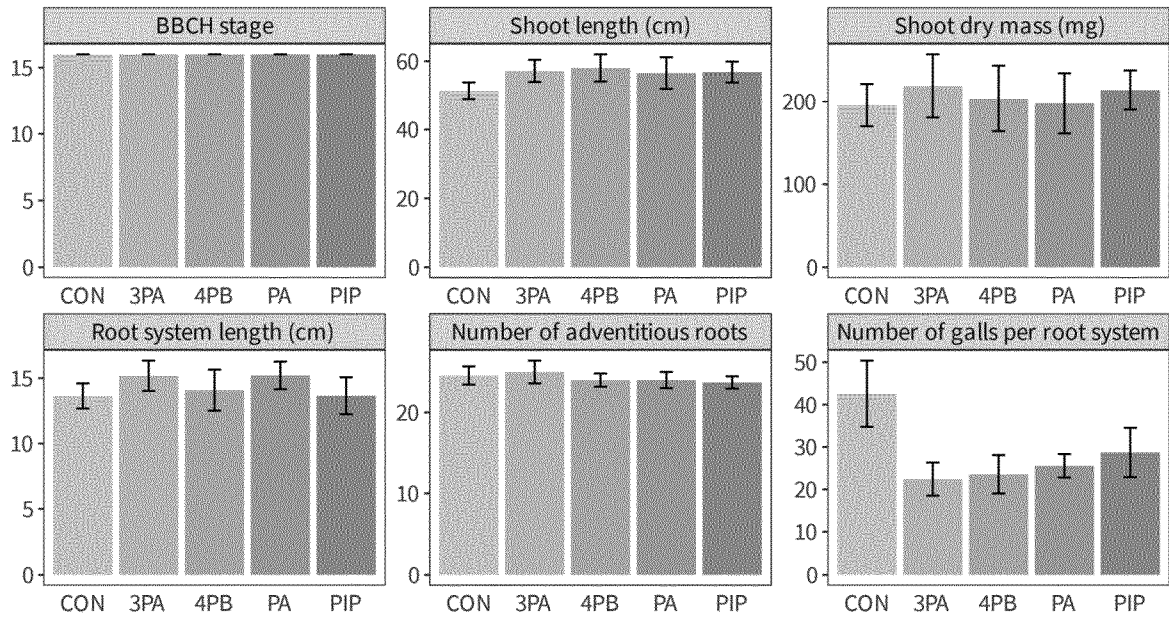 BBCH stage
15
10
5
0
CON 3PA 4PB PA PIP
Shoot length (cm)
60
40
20
0
CON 3PA 4PB PA PIP
Shoot dry mass (mg)
200
100
0
CON 3PA 4PB PA PIP
Root system length (cm)
15
10
5
0
CON 3PA 4PB PA PIP
Number of adventitious roots
20
10
0
CON 3PA 4PB PA PIP
Number of galls per root system
50
40
30
20
10
0
CON 3PA 4PB PA PIP